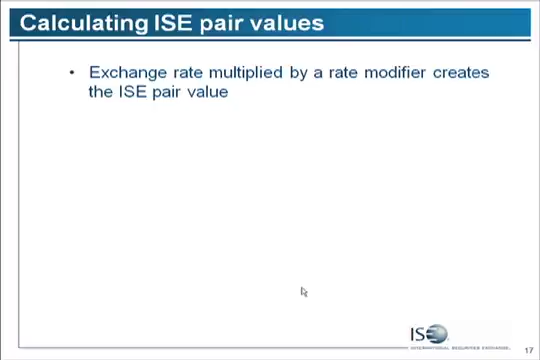 Calculating ISE pair values
• Exchange rate multiplied by a rate modifier creates
the ISE pair value
ISE
INTERNATIONAL SECURITIES EXCHANGE.
17